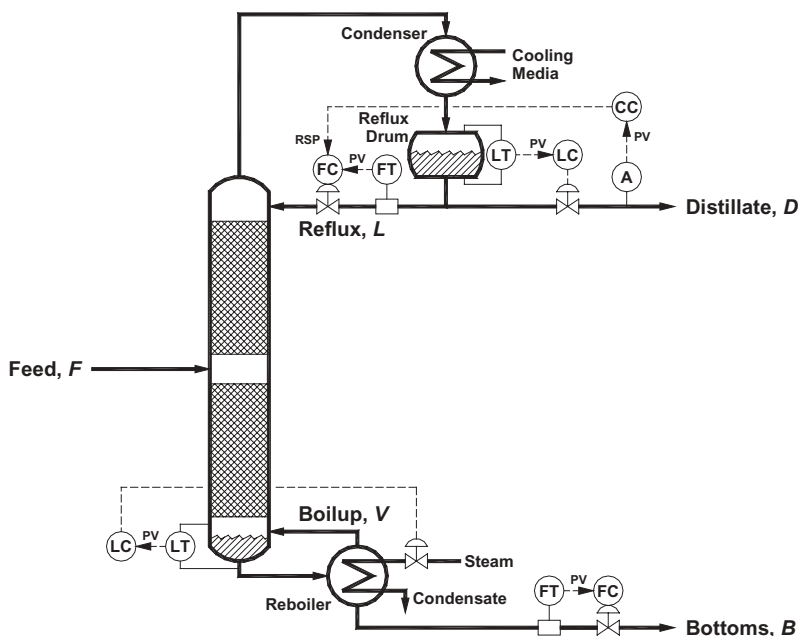 Condenser
Cooling
Media
CC
Reflux
Drum
PV
RSP
PV
PV
FC
FT
LT
LC
A
Distillate, D
Reflux, L
Feed, F
Boilup, V
PV
LC
LT
Steam
Reboiler
Condensate
PV
FT
FC
Bottoms, B